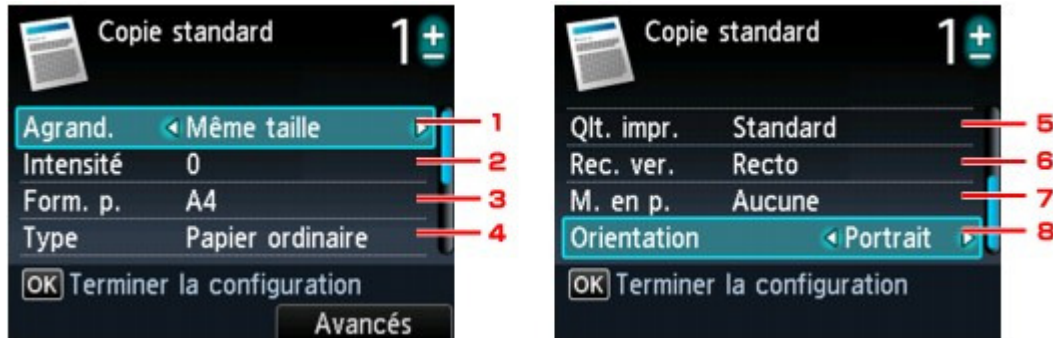 Copie standard 1
Agrand. Même taille 1
Intensité 0 2
Form. p. A4 3
Type Papier ordinaire 4
OK Terminer la configuration
Avancés
Copie standard 1
Qlt. impr. Standard 5
Rec. ver. Recto 6
M. en p. Aucune 7
Orientation Portrait 8
OK Terminer la configuration